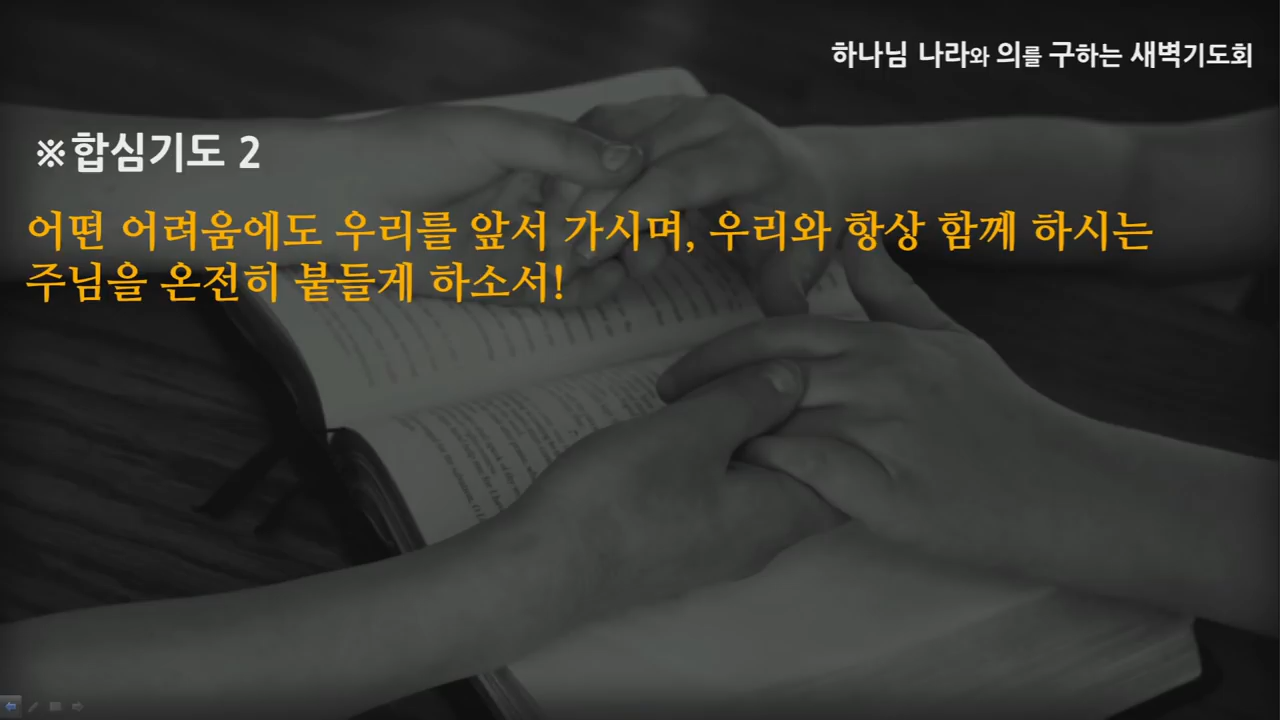 하나님 나라와 의를 구하는 새벽기도회
※합심기도 2
어떤 어려움에도 우리를 앞서 가시며, 우리와 항상 함께 하시는
주님을 온전히 붙들게 하소서!